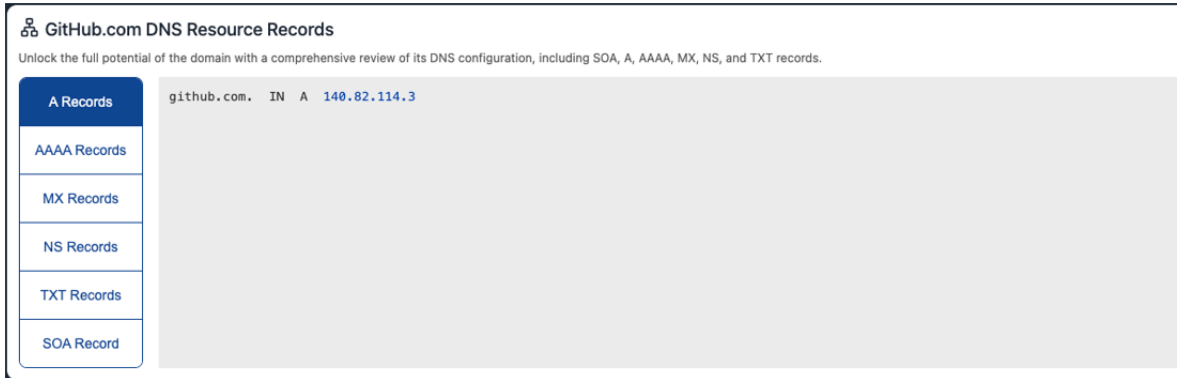 GitHub.com DNS Resource Records
Unlock the full potential of the domain with a comprehensive review of its DNS configuration, including SOA, A, AAAA, MX, NS, and TXT records.
A Records
github.com. IN A 140.82.114.3
AAAA Records
MX Records
NS Records
TXT Records
SOA Record